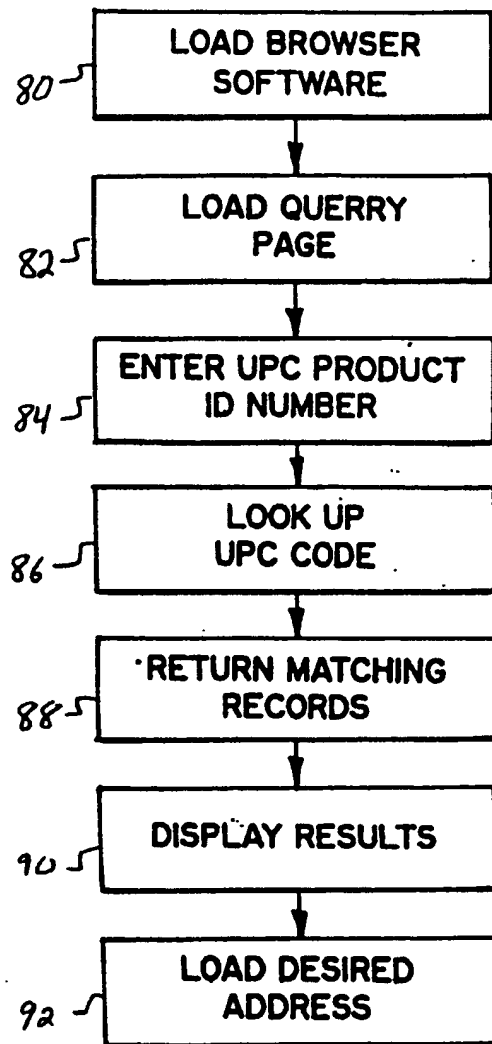 LOAD BROWSER
SOFTWARE
80
LOAD QUERRY
PAGE
82
ENTER UPC PRODUCT
ID NUMBER
84
LOOK UP
UPC CODE
86
RETURN MATCHING
RECORDS
88
DISPLAY RESULTS
90
LOAD DESIRED
ADDRESS
92